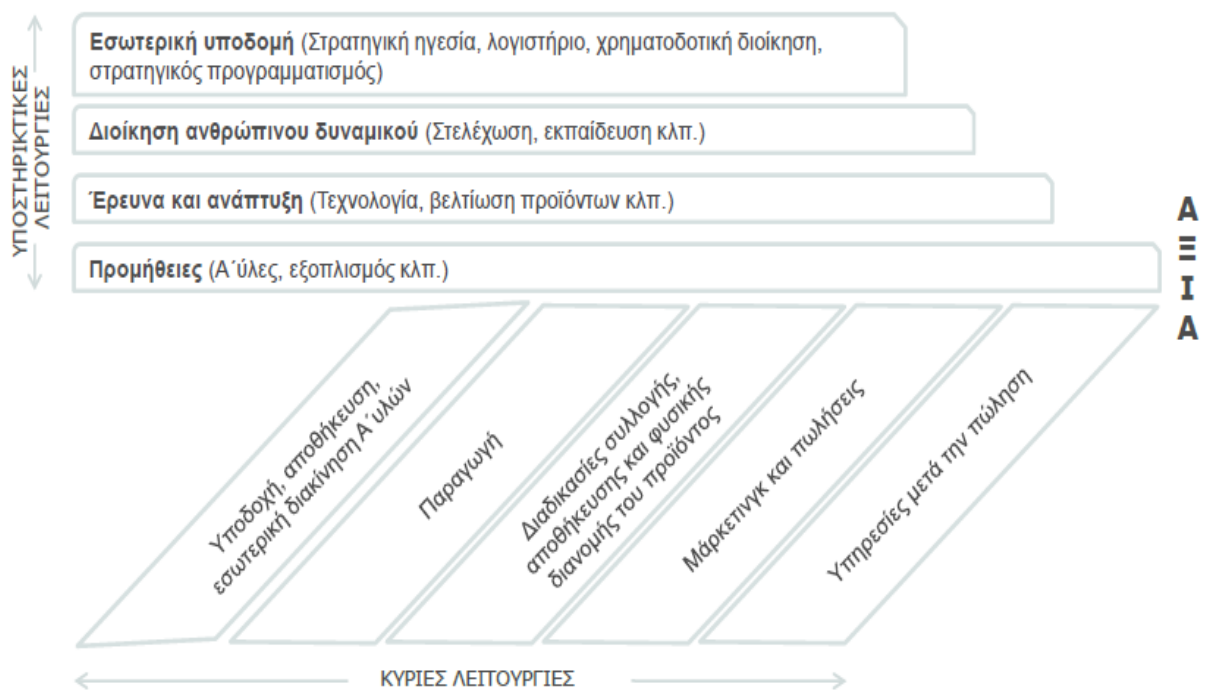 ΥΠΟΣΤΗΡΙΚΤΙΚΕΣ
ΛΕΙΤΟΥΡΓΙΕΣ
Εσωτερική υποδομή (Στρατηγική ηγεσία, λογιστήριο, χρηματοδοτική διοίκηση,
στρατηγικός προγραμματισμός)
Διοίκηση ανθρώπινου δυναμικού (Στελέχωση, εκπαίδευση κλπ.)
Έρευνα και ανάπτυξη (Τεχνολογία, βελτίωση προϊόντων κλπ.)
Προμήθειες (Α΄ύλες, εξοπλισμός κλπ.)
ΑΞΙΑ
Υποδοχή, αποθήκευση,
εσωτερική διακίνηση Α΄υλών
Παραγωγή
Διαδικασίες συλλογής,
αποθήκευσης και φυσικής
διανομής του προϊόντος
Μάρκετινγκ και πωλήσεις
Υπηρεσίες μετά την πώληση
ΚΥΡΙΕΣ ΛΕΙΤΟΥΡΓΙΕΣ